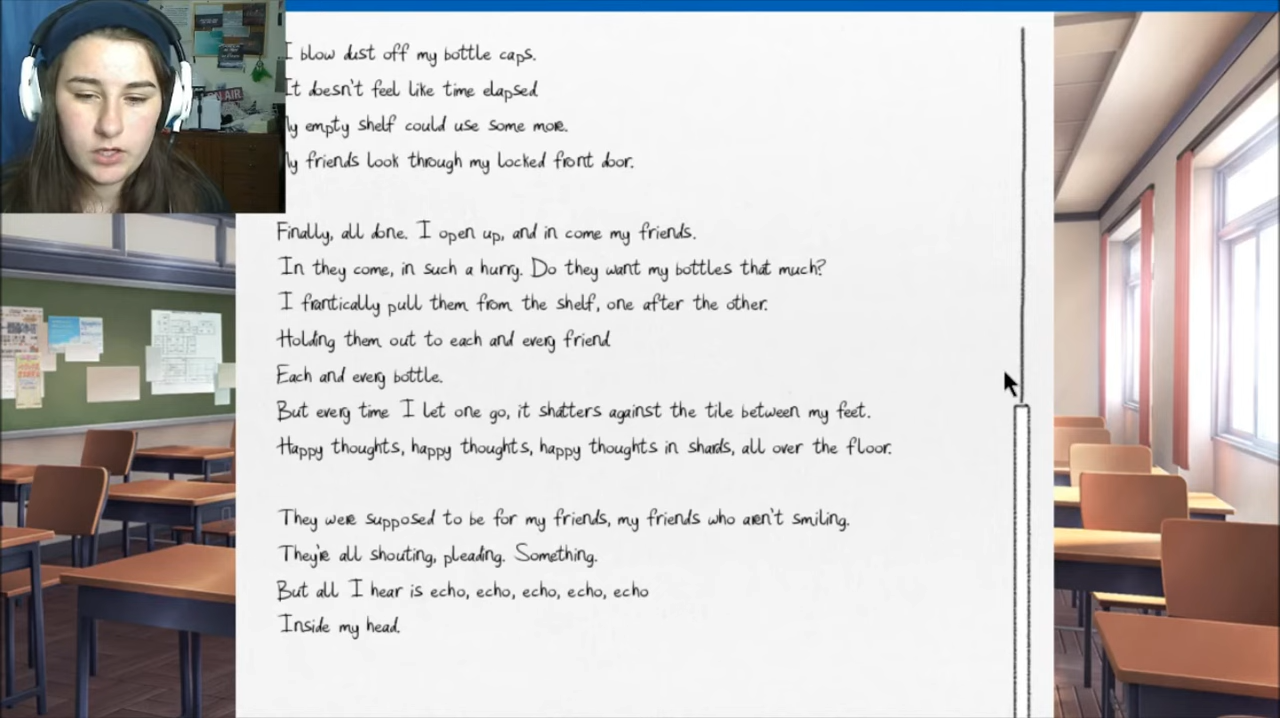 I blow dust off my bottle caps.
It doesn't feel like time elapsed
My empty shelf could use some more.
My friends look through my locked front door.
Finally, all done. I open up, and in come my friends.
In they come, in such a hurry. Do they want my bottles that much?
I frantically pull them from the shelf, one after the other.
Holding them out to each and every friend
Each and every bottle.
But every time I let one go, it shatters against the tile between my feet.
Happy thoughts, happy thoughts, happy thoughts in shards, all over the floor.
They were supposed to be for my friends, my friends who aren't smiling.
They're all shouting, pleading. Something.
But all I hear is echo, echo, echo, echo, echo
Inside my head.